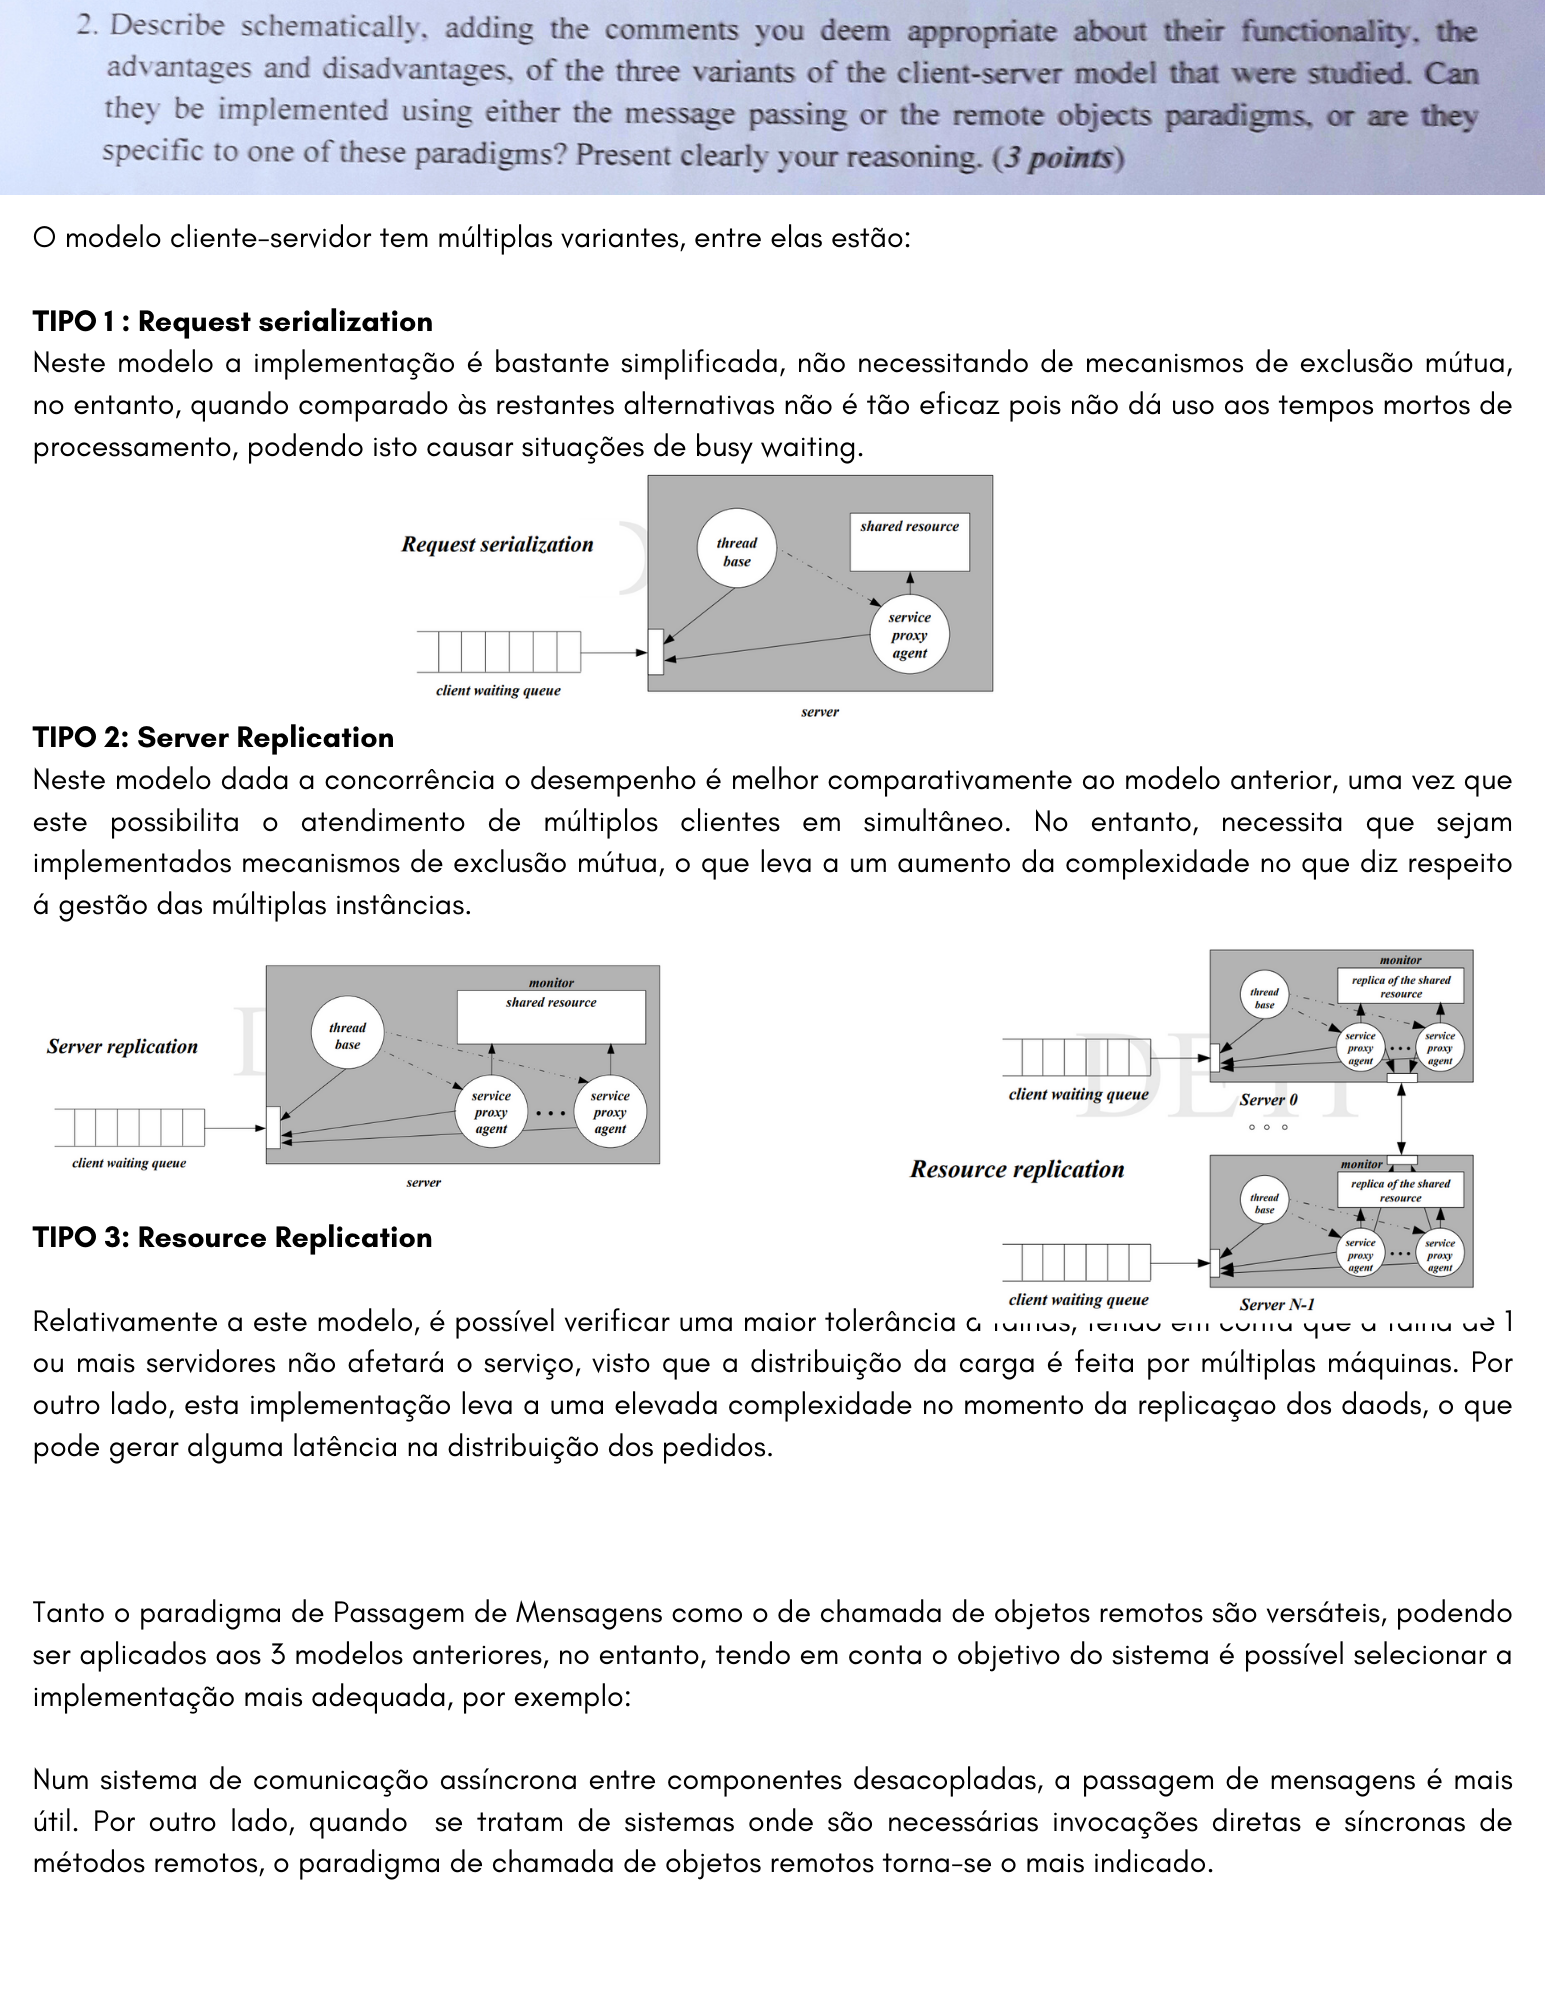 2. Describe schematically, adding the comments you deem appropriate about their functionality, the
advantages and disadvantages, of the three variants of the client-server model that were studied. Can
they be implemented using either the message passing or the remote objects paradigms, or are they
specific to one of these paradigms? Present clearly your reasoning. (3 points)
O modelo cliente-servidor tem múltiplas variantes, entre elas estão:
TIPO 1 : Request serialization
Neste modelo a implementação é bastante simplificada, não necessitando de mecanismos de exclusão mútua,
no entanto, quando comparado às restantes alternativas não é tão eficaz pois não dá uso aos tempos mortos de
processamento, podendo isto causar situações de busy waiting.
Request serialization
thread
base
shared resource
service
proxy
agent
client waiting queue
server
TIPO 2: Server Replication
Neste modelo dada a concorrência o desempenho é melhor comparativamente ao modelo anterior, uma vez que
este possibilita o atendimento de múltiplos clientes em simultâneo. No entanto, necessita que sejam
implementados mecanismos de exclusão mútua, o que leva a um aumento da complexidade no que diz respeito
á gestão das múltiplas instâncias.
Server replication
monitor
shared resource
thread
base
service
proxy
agent
service
proxy
agent
client waiting queue
server
monitor
replica of the shared
resource
thread
base
service
proxy
agent
service
proxy
agent
client waiting queue
Server 0
DETI
Resource replication
monitor
replica of the shared
resource
thread
base
service
proxy
agent
service
proxy
agent
client waiting queue
Server N-1
TIPO 3: Resource Replication
Relativamente a este modelo, é possível verificar uma maior tolerância a falhas, tendo em conta que a falha de 1
ou mais servidores não afetará o serviço, visto que a distribuição da carga é feita por múltiplas máquinas. Por
outro lado, esta implementação leva a uma elevada complexidade no momento da replicaçao dos daods, o que
pode gerar alguma latência na distribuição dos pedidos.
Tanto o paradigma de Passagem de Mensagens como o de chamada de objetos remotos são versáteis, podendo
ser aplicados aos 3 modelos anteriores, no entanto, tendo em conta o objetivo do sistema é possível selecionar a
implementação mais adequada, por exemplo:
Num sistema de comunicação assíncrona entre componentes desacopladas, a passagem de mensagens é mais
útil. Por outro lado, quando se tratam de sistemas onde são necessárias invocações diretas e síncronas de
métodos remotos, o paradigma de chamada de objetos remotos torna-se o mais indicado.